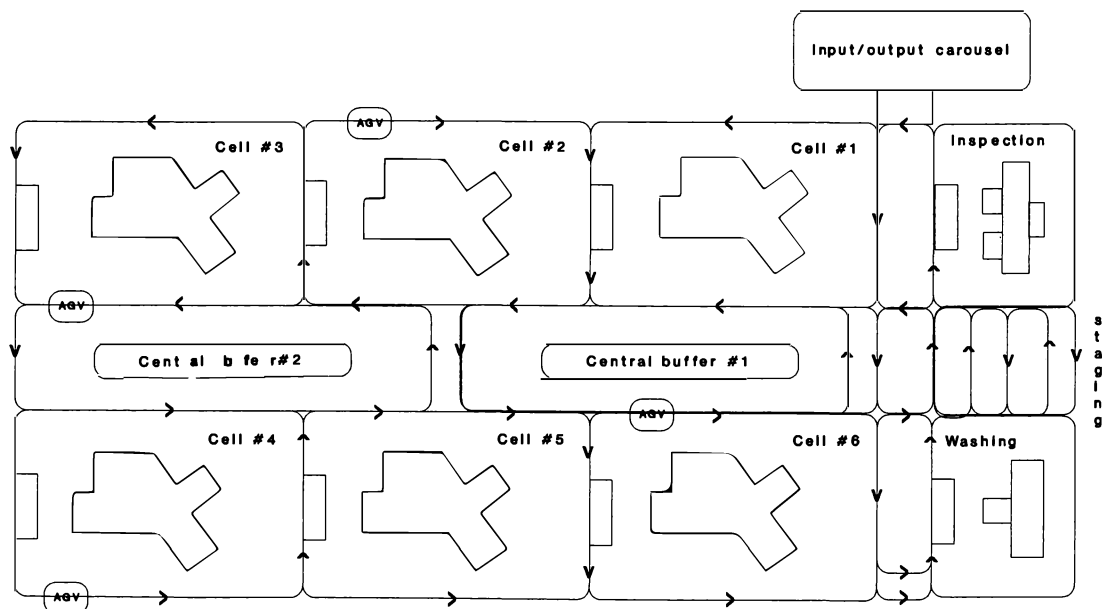 Input/output carousel
AGV
Cell #3
Cell #2
Cell #1
Inspection
AGV
Central buffer #1
staging
AGV
Cell #4
Cell #5
Cell #6
Washing
AGV